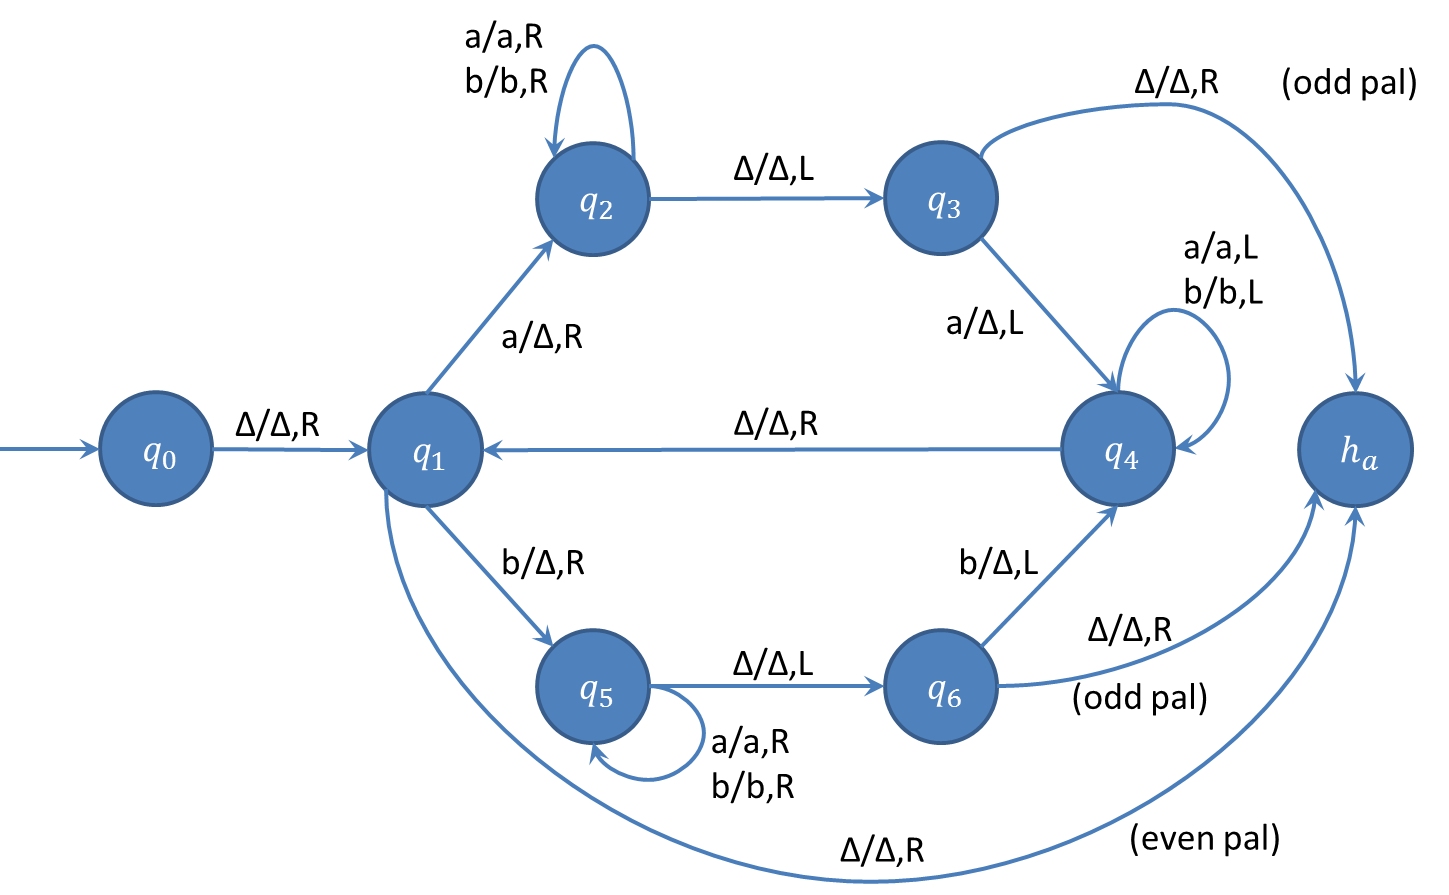 a/a,R
b/b,R
Δ/Δ,R
(odd pal)
q₂
Δ/Δ,L
q₃
a/a,L
b/b,L
a/Δ,R
a/Δ,L
q₀
Δ/Δ,R
q₁
Δ/Δ,R
q₄
hₐ
b/Δ,R
b/Δ,L
Δ/Δ,R
(odd pal)
q₅
Δ/Δ,L
q₆
a/a,R
b/b,R
Δ/Δ,R
(even pal)